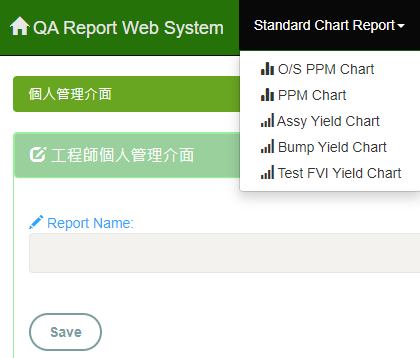 QA Report Web System
Standard Chart Report
O/S PPM Chart
PPM Chart
Assy Yield Chart
Bump Yield Chart
Test FVI Yield Chart
個人管理介面
工程師個人管理介面
Report Name:
Save